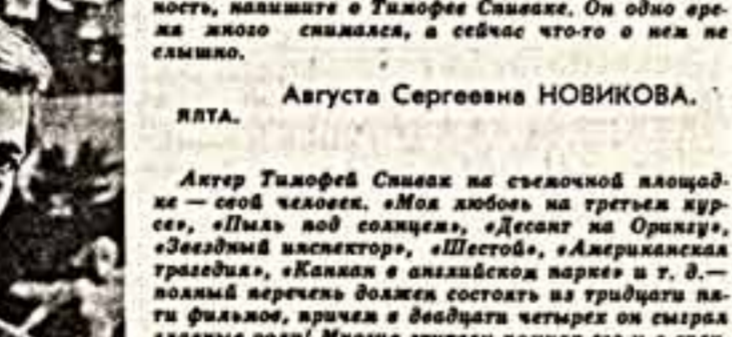 ность, напишите о Тимофее Спиваке. Он одно вре-
мя много снимался, а сейчас что-то о нем не
слышно.
Августа Сергеевна НОВИКОВА.
ЯЛТА.
Актер Тимофей Спивак на съемочной площад-
ке — свой человек. «Моя любовь на третьем кур-
се», «Пыль под солнцем», «Десант на Орингу»,
«Звездный инспектор», «Шестой», «Американская
трагедия», «Канкан в английском парке» и т. д.—
полный перечень должен состоять из тридцати пя-
ти фильмов, причем в двадцати четырех он сыграл